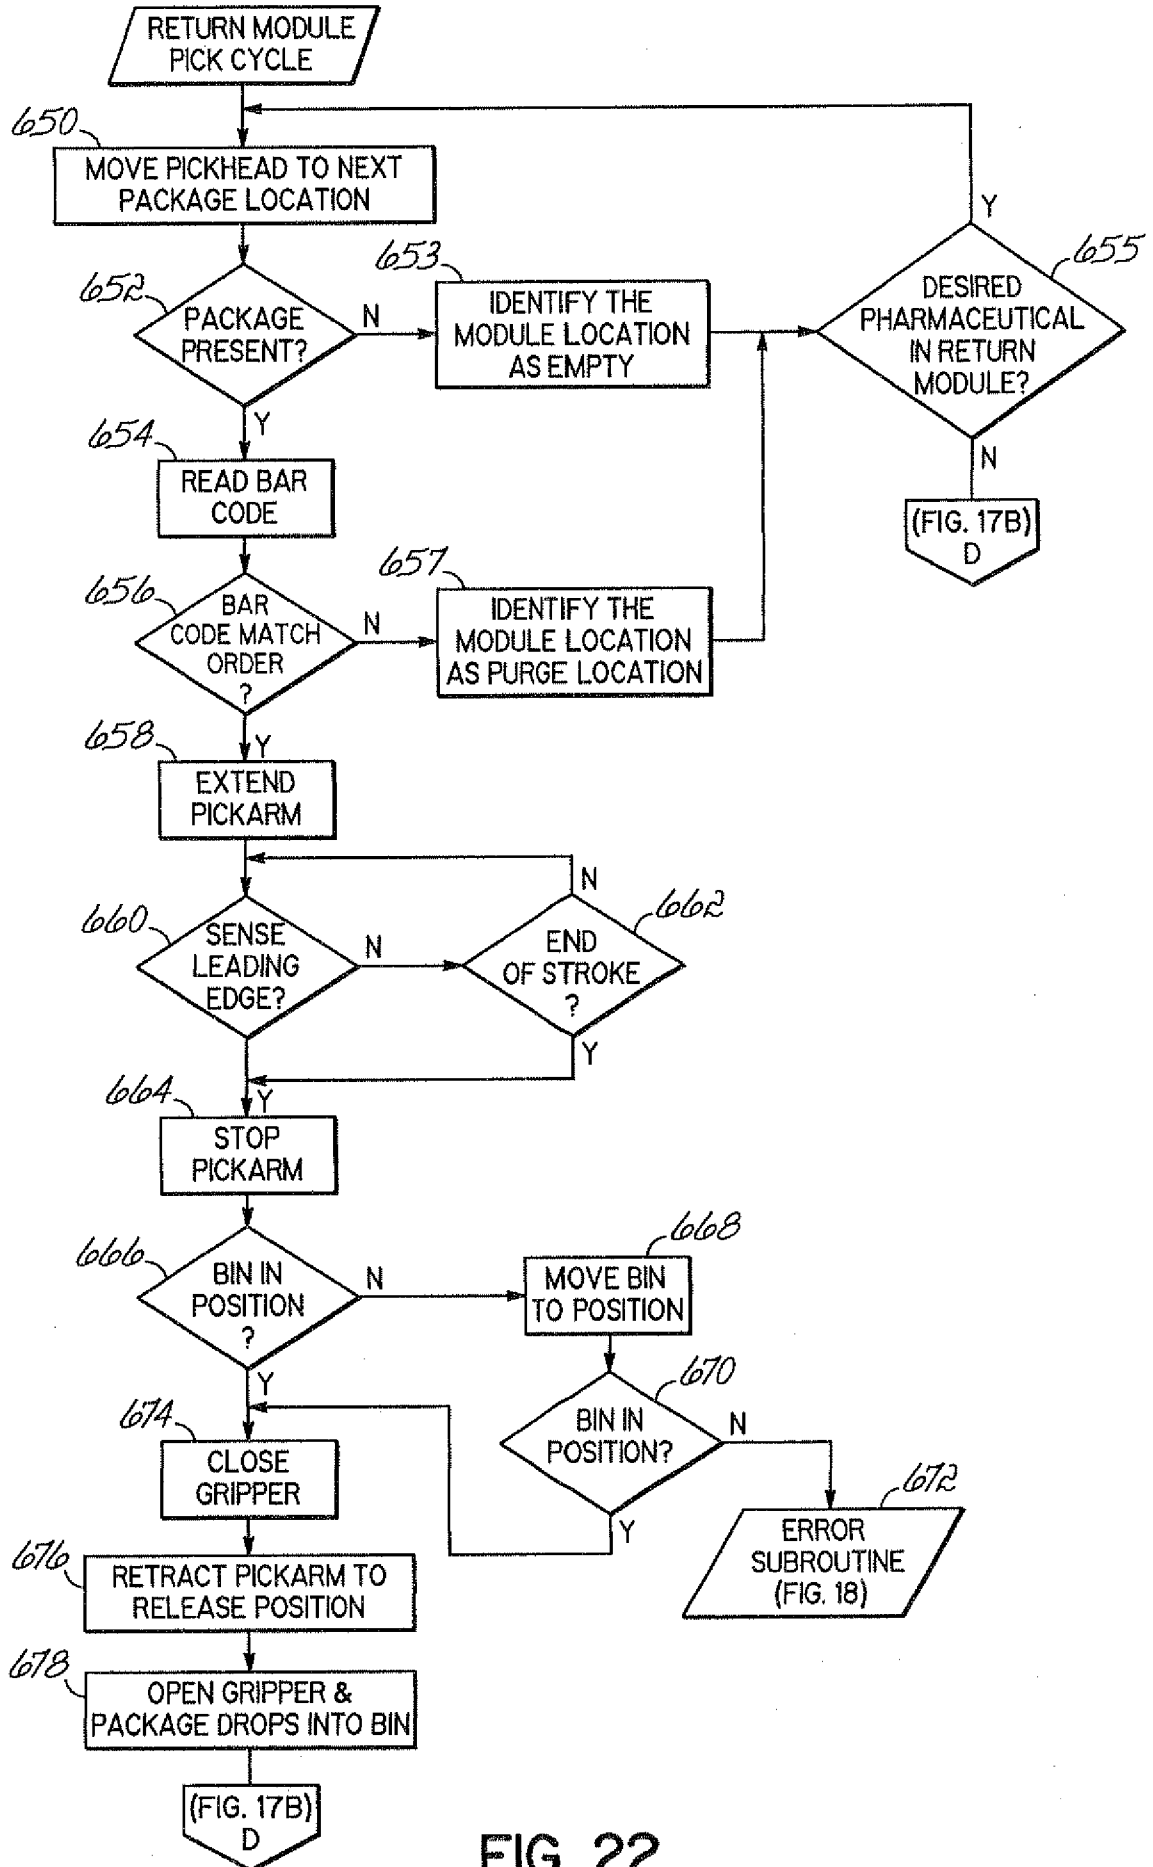 RETURN MODULE
PICK CYCLE
650
MOVE PICKHEAD TO NEXT
PACKAGE LOCATION
652
PACKAGE
PRESENT?
N
Y
653
IDENTIFY THE
MODULE LOCATION
AS EMPTY
655
DESIRED
PHARMACEUTICAL
IN RETURN
MODULE?
Y
N
(FIG. 17B)
D
654
READ BAR
CODE
656
BAR
CODE MATCH
ORDER
?
N
Y
657
IDENTIFY THE
MODULE LOCATION
AS PURGE LOCATION
658
EXTEND
PICKARM
660
SENSE
LEADING
EDGE?
N
Y
662
END
OF STROKE
?
N
Y
664
STOP
PICKARM
666
BIN IN
POSITION
?
N
Y
668
MOVE BIN
TO POSITION
670
BIN IN
POSITION?
N
Y
672
ERROR
SUBROUTINE
(FIG. 18)
674
CLOSE
GRIPPER
676
RETRACT PICKARM TO
RELEASE POSITION
678
OPEN GRIPPER &
PACKAGE DROPS INTO BIN
(FIG. 17B)
D
FIG. 22